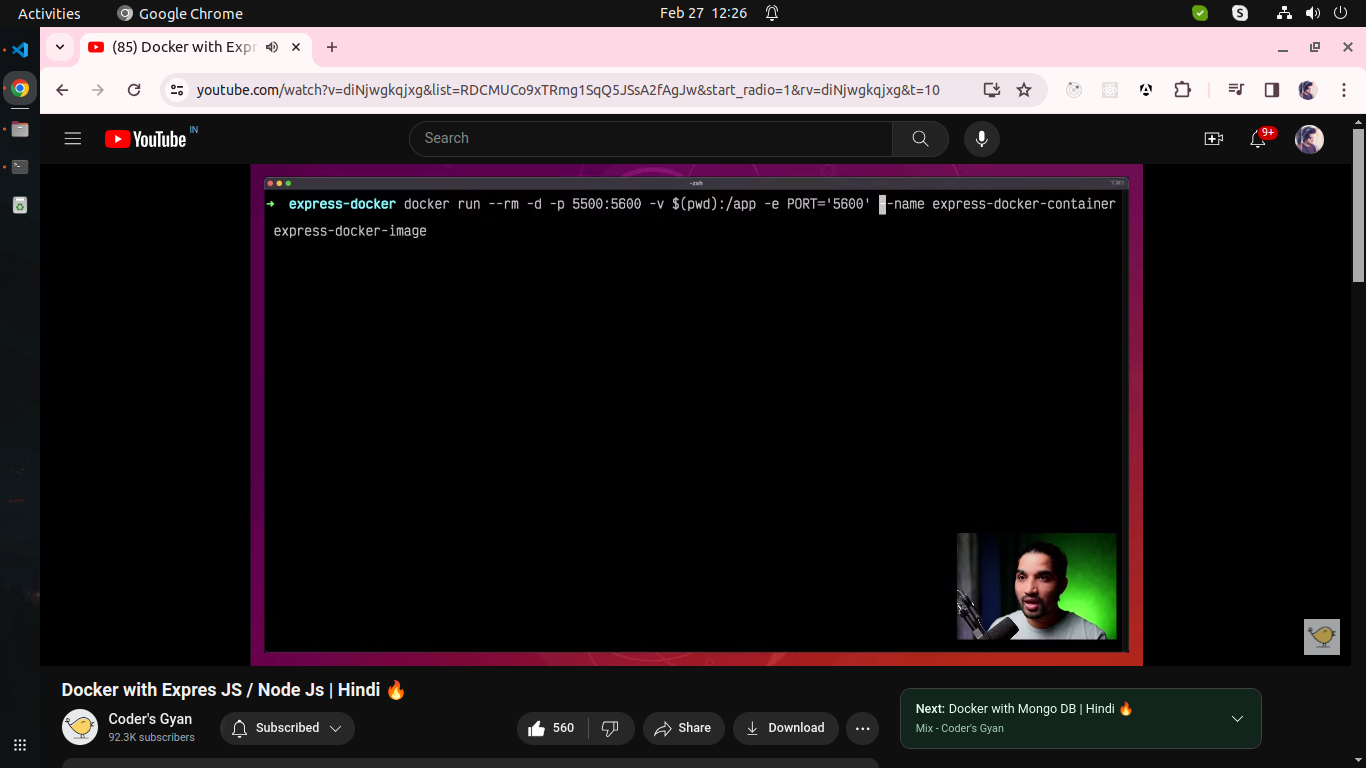 Activities
Google Chrome
Feb 27 12:26
(85) Docker with Expr
youtube.com/watch?v=diNjwgkqjxg&list=RDCMUCo9xTRmg1SqQ5JSsA2fAgJw&start_radio=1&rv=diNjwgkqjxg&t=10
YouTube IN
Search
9+
-zsh
express-docker docker run --rm -d -p 5500:5600 -v $(pwd):/app -e PORT='5600' --name express-docker-container
express-docker-image
Docker with Expres JS / Node Js | Hindi 🔥
Coder's Gyan
92.3K subscribers
Subscribed
560
Share
Download
Next: Docker with Mongo DB | Hindi 🔥
Mix - Coder's Gyan